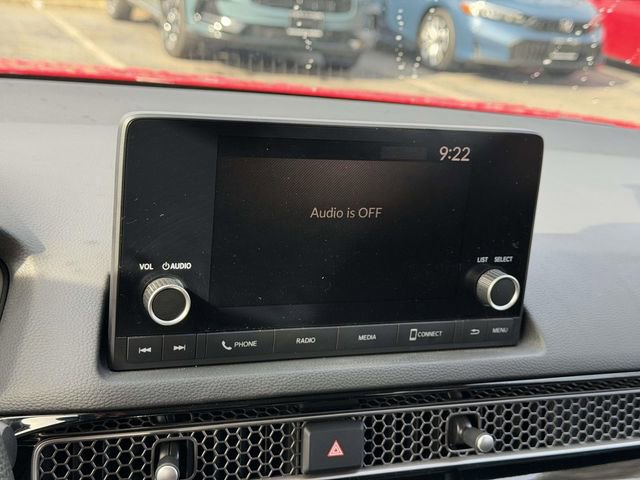 9:22
Audio is OFF
VOL AUDIO
LIST SELECT
PHONE RADIO MEDIA CONNECT MENU